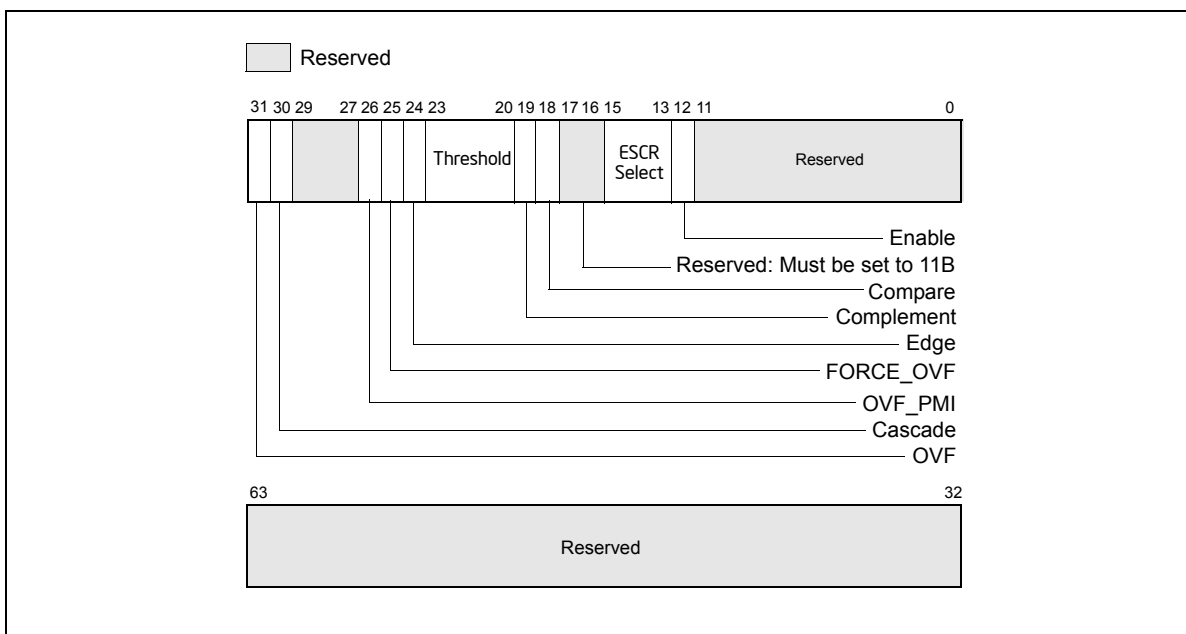 Reserved
31 30 29 27 26 25 24 23 20 19 18 17 16 15 13 12 11 0
Threshold
ESCR
Select
Reserved
Enable
Reserved: Must be set to 11B
Compare
Complement
Edge
FORCE_OVF
OVF_PMI
Cascade
OVF
63 32
Reserved